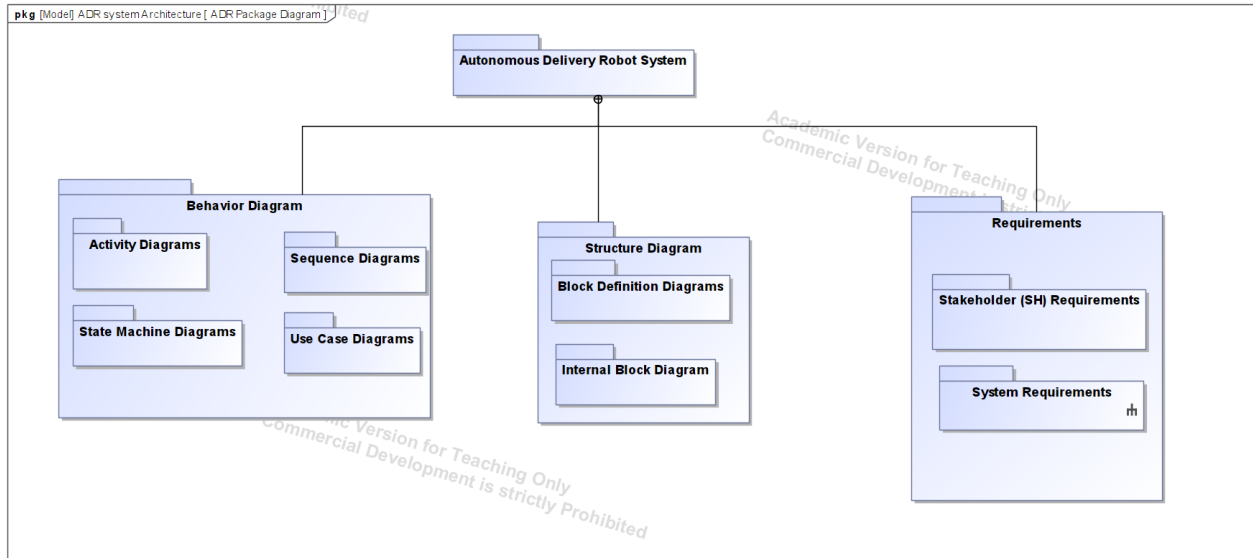 pkg [Model] ADR system Architecture [ ADR Package Diagram ]
Autonomous Delivery Robot System
Academic Version for Teaching Only
Commercial Development is
Behavior Diagram
Activity Diagrams
Sequence Diagrams
State Machine Diagrams
Use Case Diagrams
Structure Diagram
Block Definition Diagrams
Internal Block Diagram
Requirements
Stakeholder (SH) Requirements
System Requirements
Version for Teaching Only
Commercial Development is strictly Prohibited